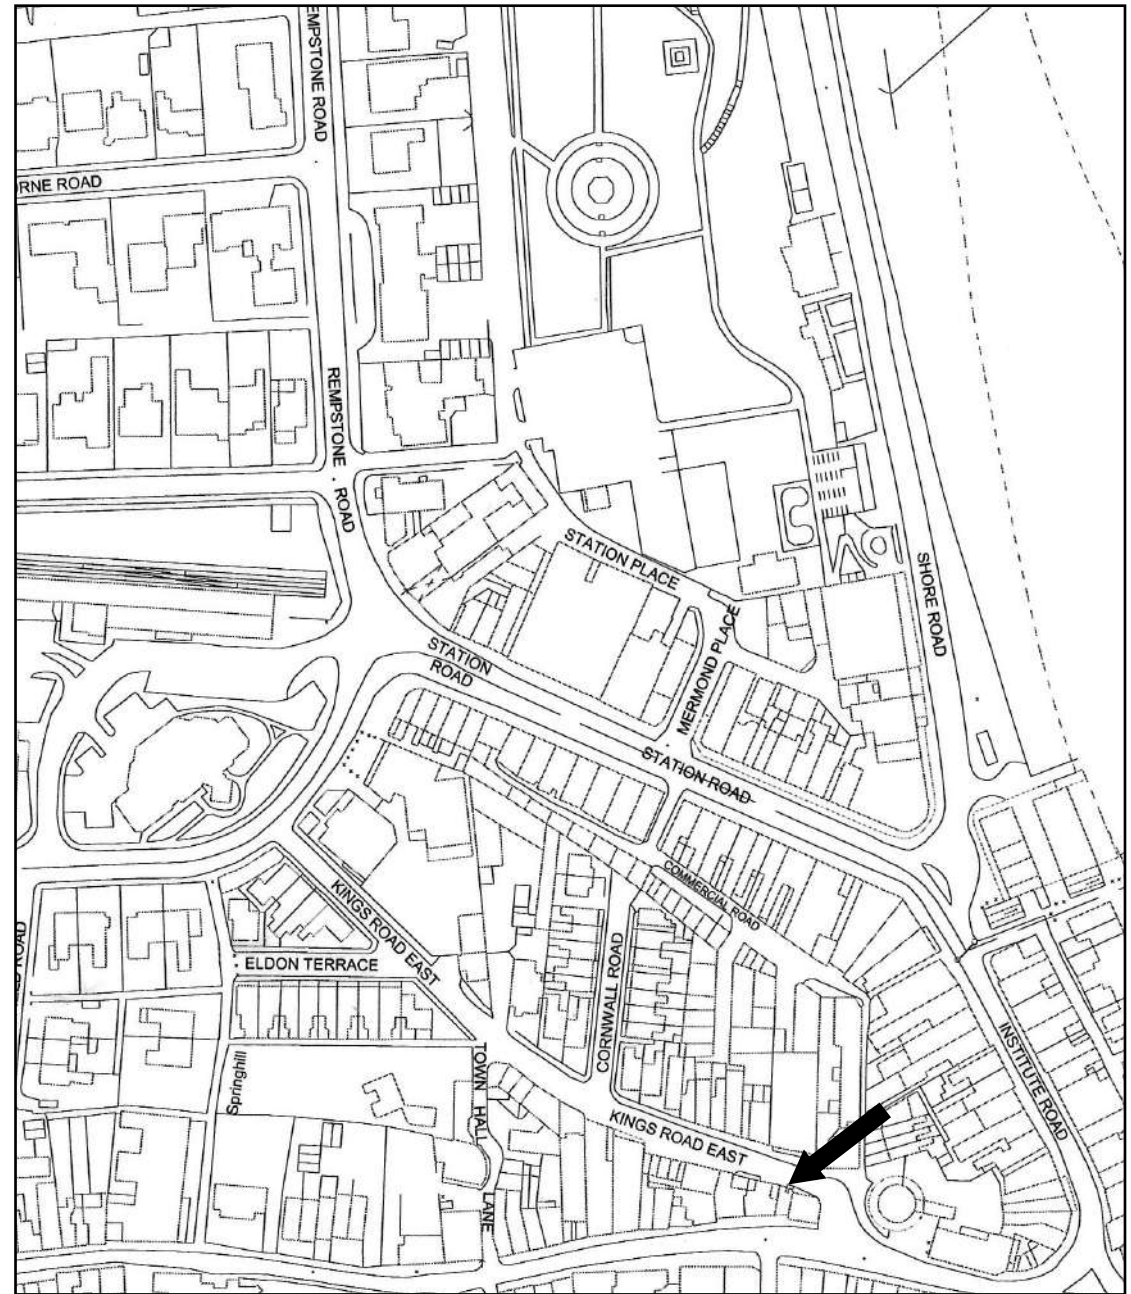 EMPSTONE ROAD
RNE ROAD
REMPSTONE ROAD
STATION PLACE
SHORE ROAD
MERMOND PLACE
STATION
ROAD
STATION ROAD
COMMERCIAL ROAD
KINGS ROAD EAST
ELDON TERRACE
CORNWALL ROAD
INSTITUTE ROAD
Springhill
TOWN HALL LANE
KINGS ROAD EAST